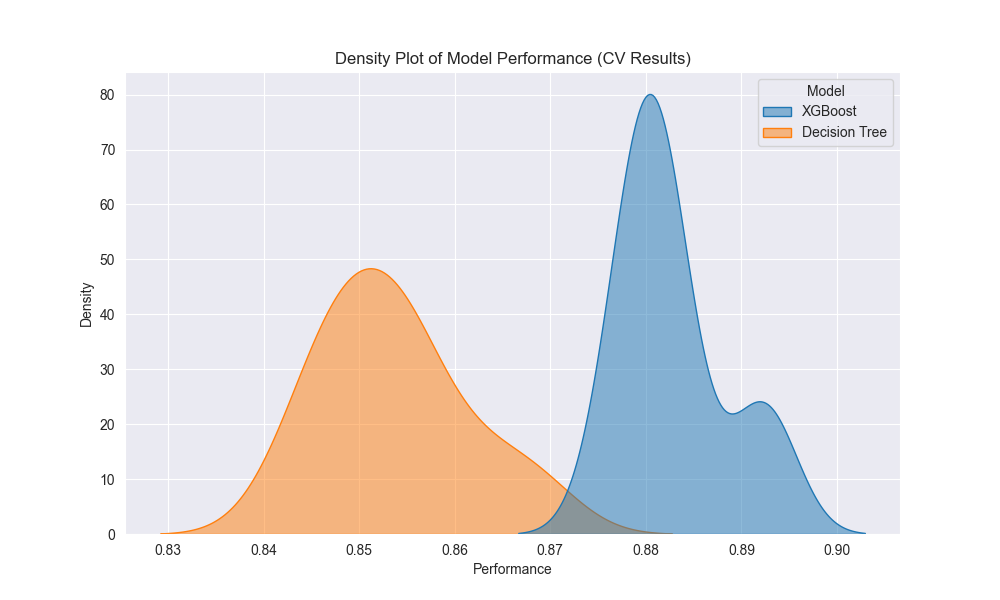 Density Plot of Model Performance (CV Results)
Model
XGBoost
Decision Tree
80
70
60
50
40
30
20
10
0
Density
0.83 0.84 0.85 0.86 0.87 0.88 0.89 0.90
Performance